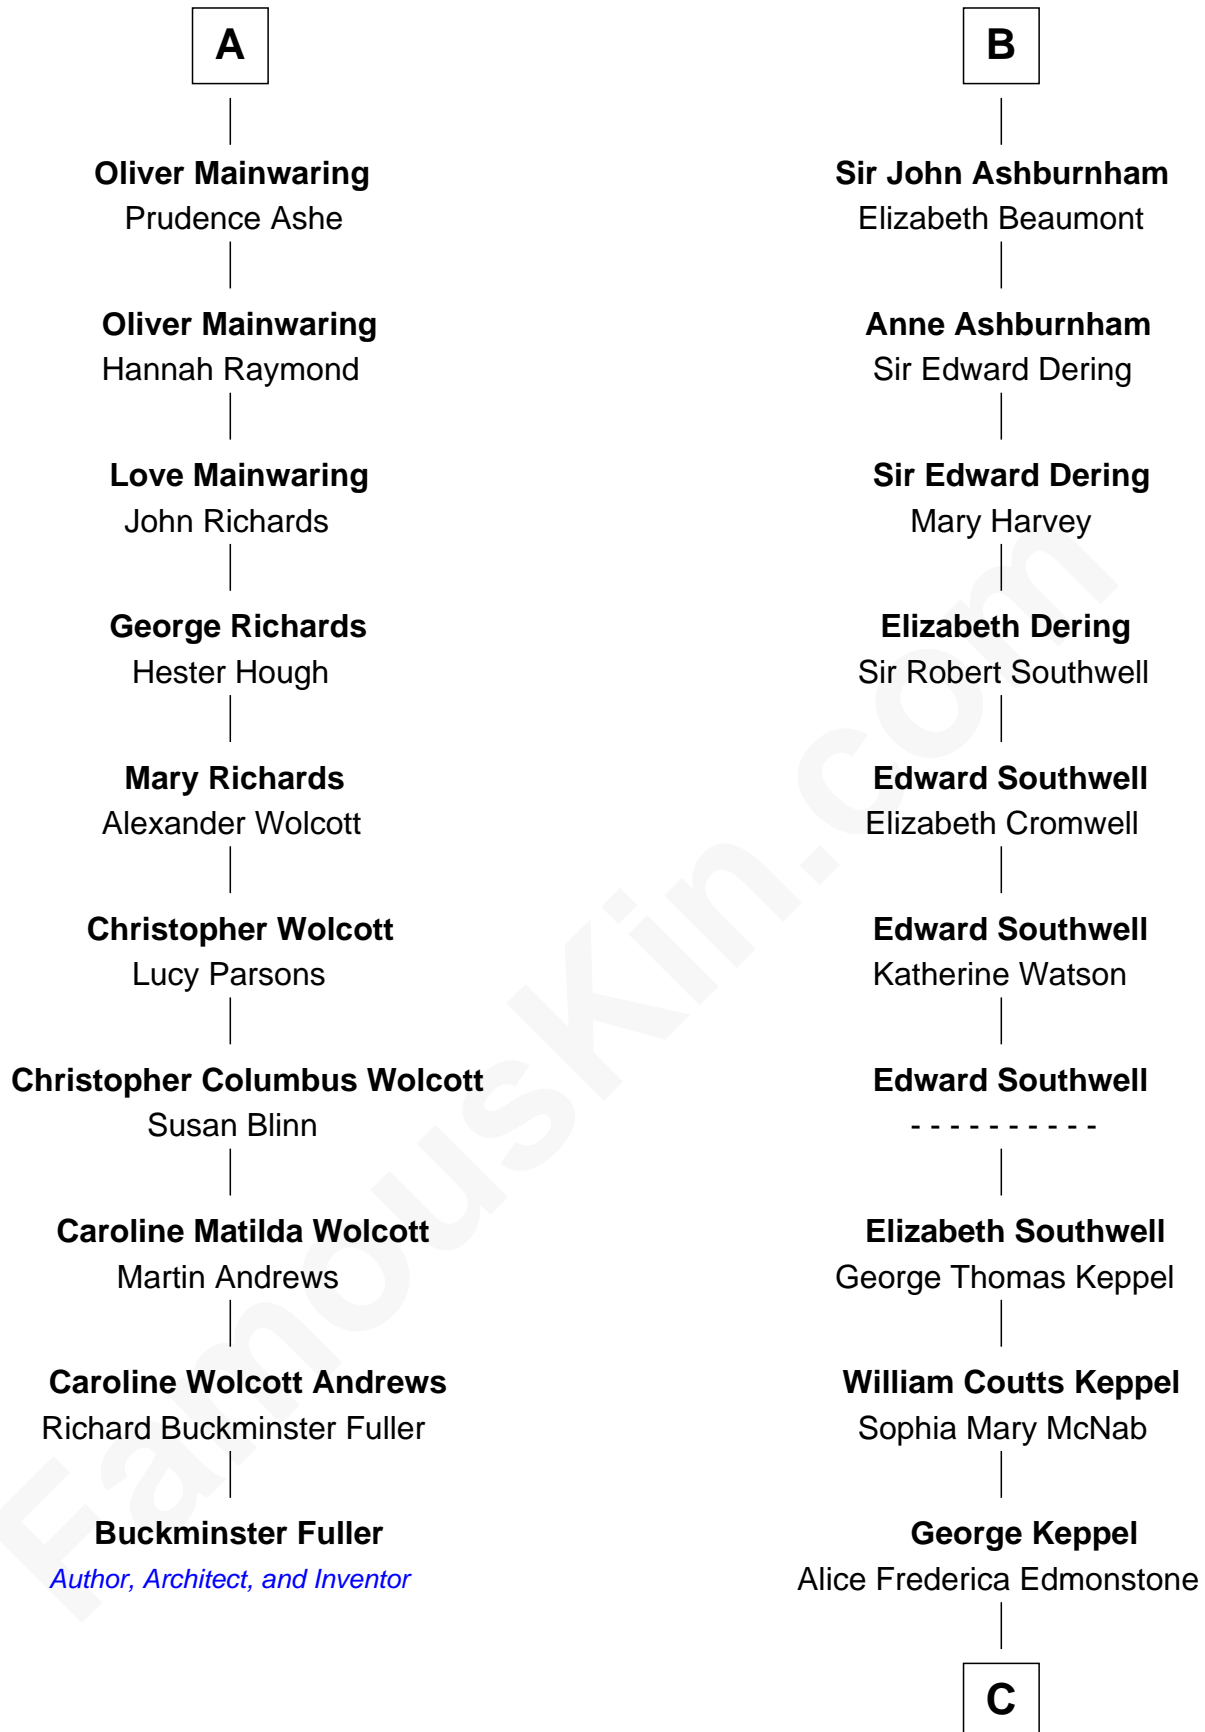 A
Oliver Mainwaring
Prudence Ashe
Oliver Mainwaring
Hannah Raymond
Love Mainwaring
John Richards
George Richards
Hester Hough
Mary Richards
Alexander Wolcott
Christopher Wolcott
Lucy Parsons
Christopher Columbus Wolcott
Susan Blinn
Caroline Matilda Wolcott
Martin Andrews
Caroline Wolcott Andrews
Richard Buckminster Fuller
Buckminster Fuller
Author, Architect, and Inventor
B
Sir John Ashburnham
Elizabeth Beaumont
Anne Ashburnham
Sir Edward Dering
Sir Edward Dering
Mary Harvey
Elizabeth Dering
Sir Robert Southwell
Edward Southwell
Elizabeth Cromwell
Edward Southwell
Katherine Watson
Edward Southwell
- - - - - - - - - -
Elizabeth Southwell
George Thomas Keppel
William Coutts Keppel
Sophia Mary McNab
George Keppel
Alice Frederica Edmonstone
C
FamousKin.com